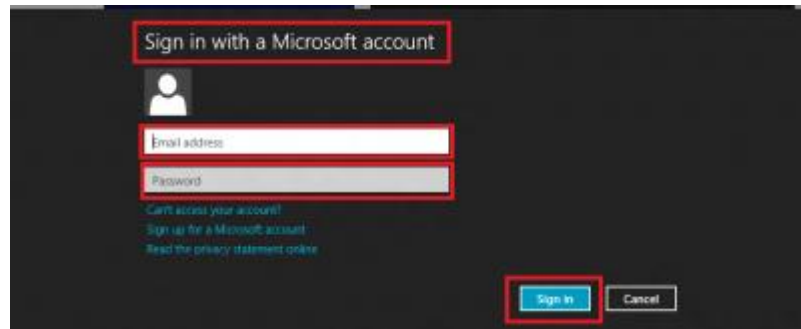 Sign in with a Microsoft account
Email address
Password
Can't access your account?
Sign up for a Microsoft account
Read the privacy statement online
Sign in Cancel